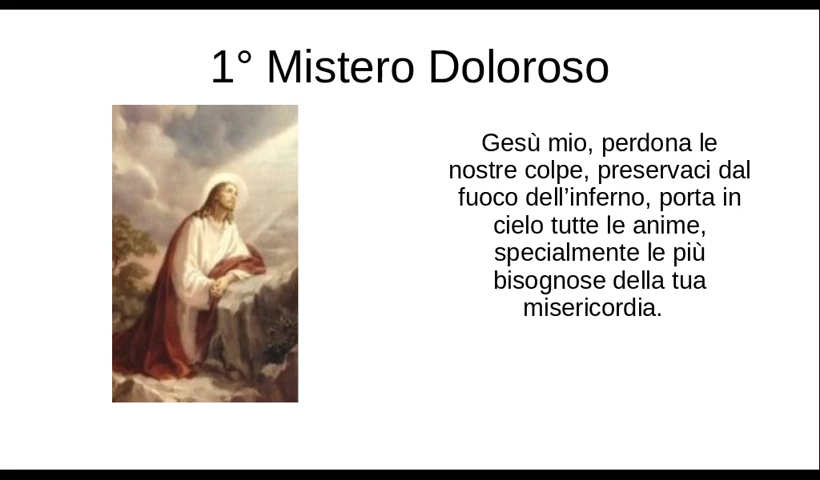 1° Mistero Doloroso
Gesù mio, perdona le
nostre colpe, preservaci dal
fuoco dell’inferno, porta in
cielo tutte le anime,
specialmente le più
bisognose della tua
misericordia.